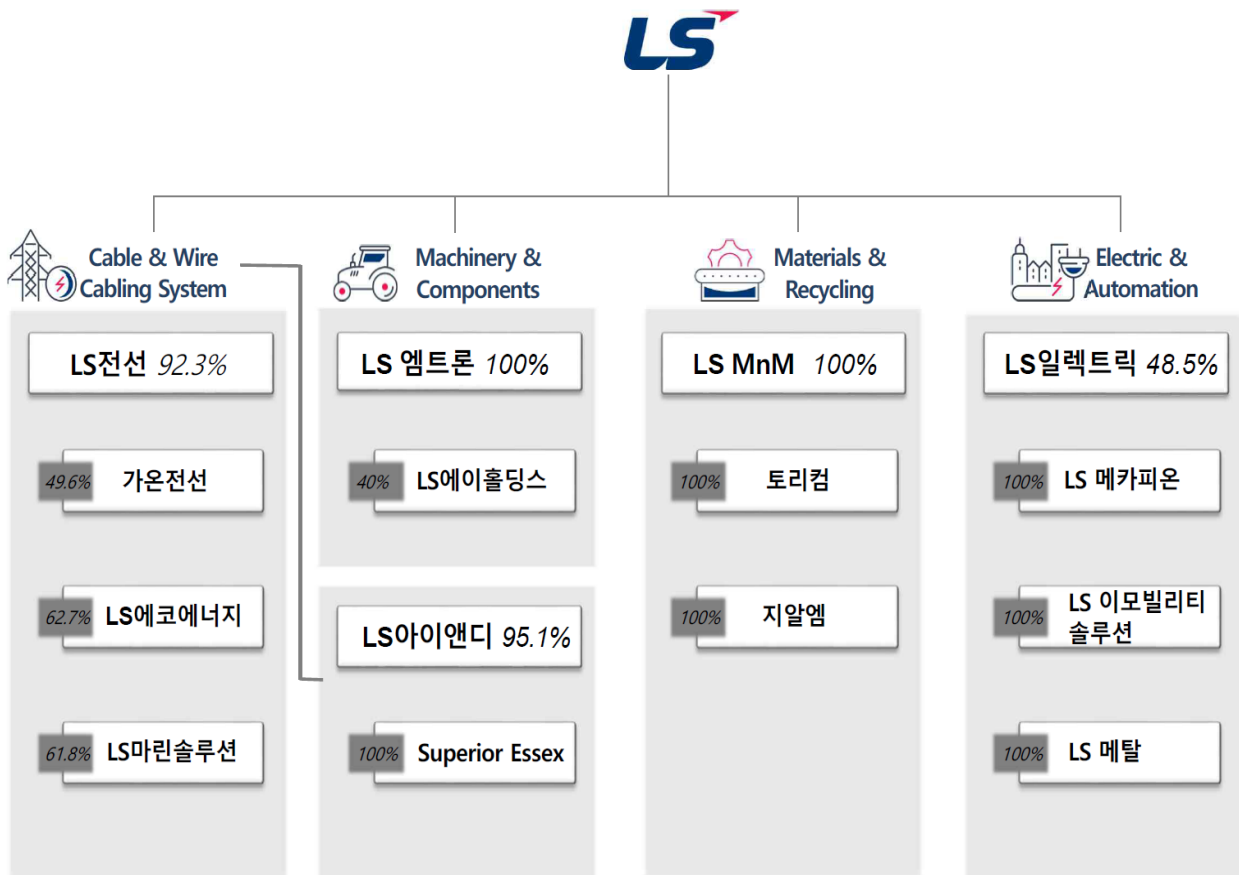 LS
Cable & Wire
Cabling System
LS전선 92.3%
49.6% 가온전선
62.7% LS에코에너지
61.8% LS마린솔루션
Machinery &
Components
LS 엠트론 100%
40% LS에이홀딩스
LS아이앤디 95.1%
100% Superior Essex
Materials &
Recycling
LS MnM 100%
100% 토리컴
100% 지알엠
Electric &
Automation
LS일렉트릭 48.5%
100% LS 메카피온
100% LS 이모빌리티
솔루션
100% LS 메탈